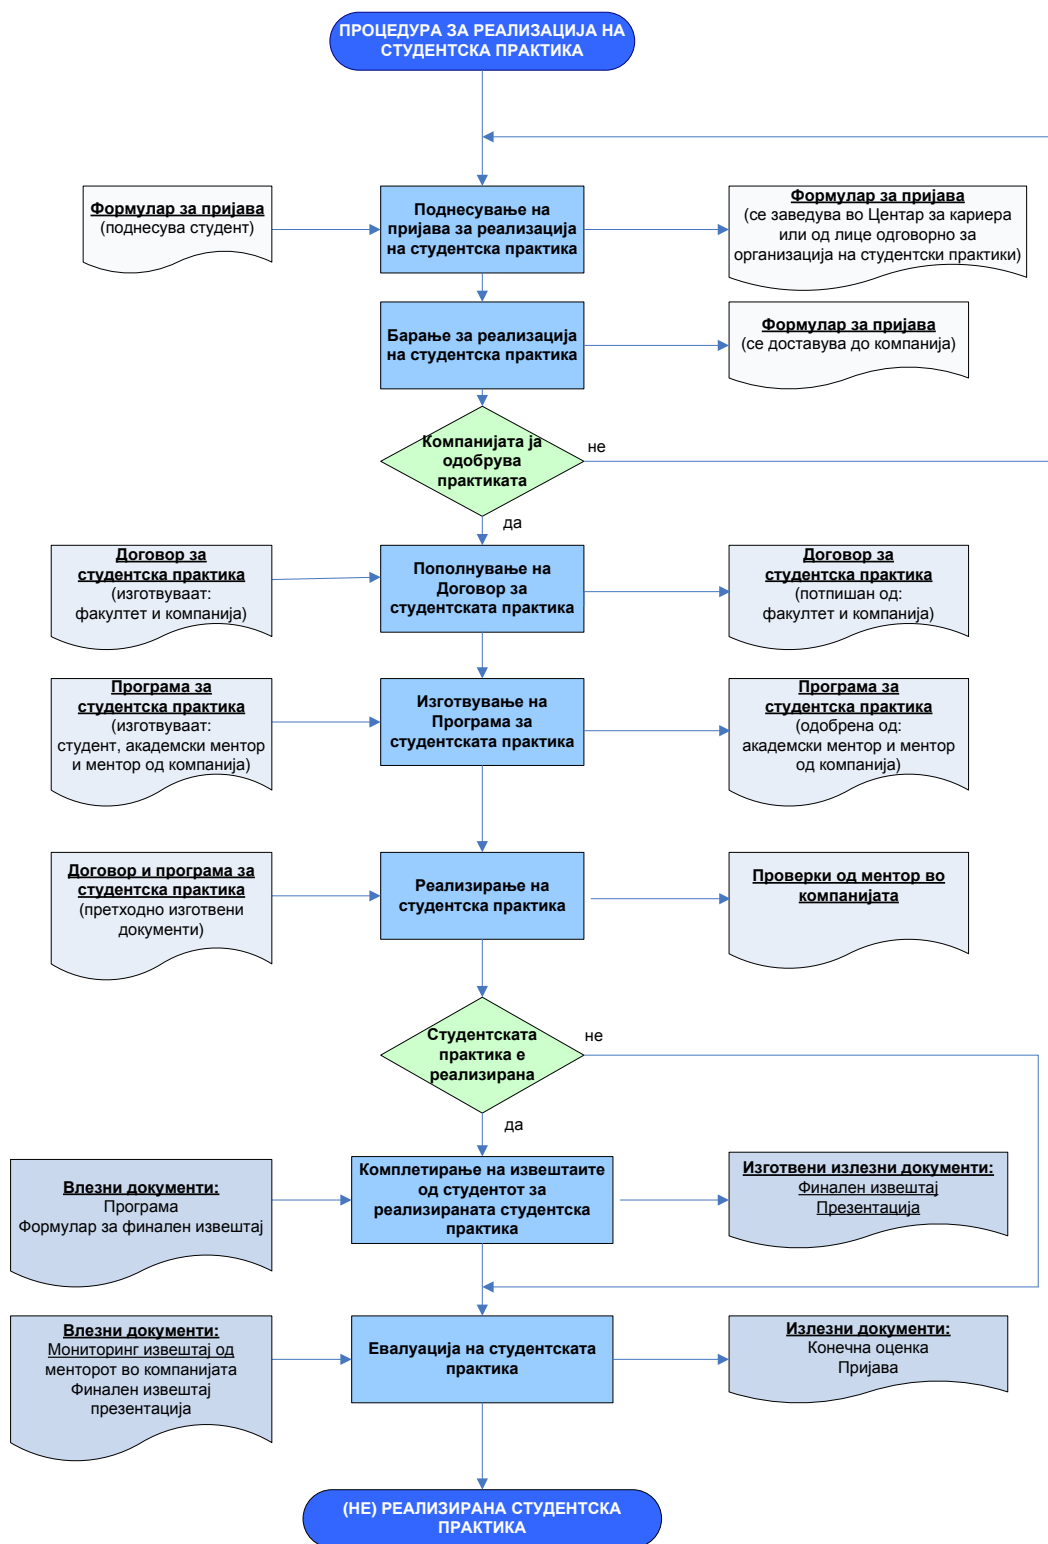 ПРОЦЕДУРА ЗА РЕАЛИЗАЦИЈА НА
СТУДЕНТСКА ПРАКТИКА
Формулар за пријава
(поднесува студент)
Поднесување на
пријава за реализација
на студентска практика
Формулар за пријава
(се заведува во Центар за кариера
или од лице одговорно за
организација на студентски практики)
Барање за реализација
на студентска практика
Формулар за пријава
(се доставува до компанија)
Компанијата ја
одобрува
практиката
не
да
Договор за
студентска практика
(изготвуваат:
факултет и компанија)
Пополнување на
Договор за
студентската практика
Договор за
студентска практика
(потпишан од:
факултет и компанија)
Програма за
студентска практика
(изготвуваат:
студент, академски ментор
и ментор од компанија)
Изготвување на
Програма за
студентската практика
Програма за
студентска практика
(одобрена од:
академски ментор и ментор
од компанија)
Договор и програма за
студентска практика
(претходно изготвени
документи)
Реализирање на
студентска практика
Проверки од ментор во
компанијата
Студентската
практика е
реализирана
не
да
Влезни документи:
Програма
Формулар за финален извештај
Комплетирање на извештаите
од студентот за
реализираната студентска
практика
Изготвени излезни документи:
Финален извештај
Презентација
Влезни документи:
Мониторинг извештај од
менторот во компанијата
Финален извештај
презентација
Евалуација на студентската
практика
Излезни документи:
Конечна оценка
Пријава
(НЕ) РЕАЛИЗИРАНА СТУДЕНТСКА
ПРАКТИКА